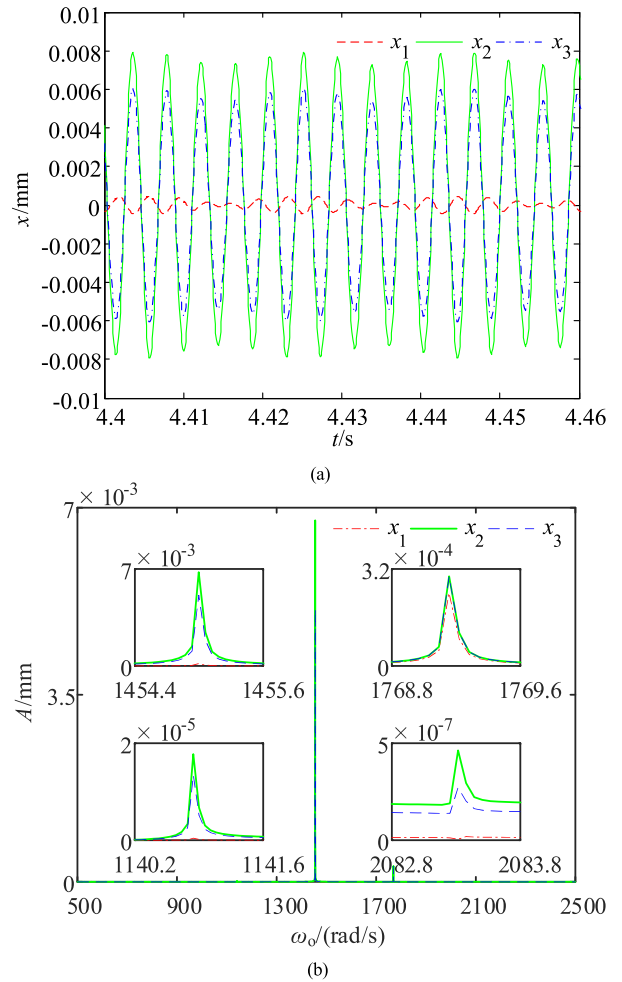 0.01
0.008
0.006
0.004
0.002
0
-0.002
-0.004
-0.006
-0.008
-0.01
x/mm
x₁ x₂ x₃
4.4 4.41 4.42 4.43 4.44 4.45 4.46
t/s
(a)
7 × 10⁻³
3.5
0
A/mm
x₁ x₂ x₃
7 × 10⁻³
0
1454.4 1455.6
3.2 × 10⁻⁴
0
1768.8 1769.6
2 × 10⁻⁵
0
1140.2 1141.6
5 × 10⁻⁷
0
2082.8 2083.8
500 900 1300 1700 2100 2500
ωₒ/(rad/s)
(b)